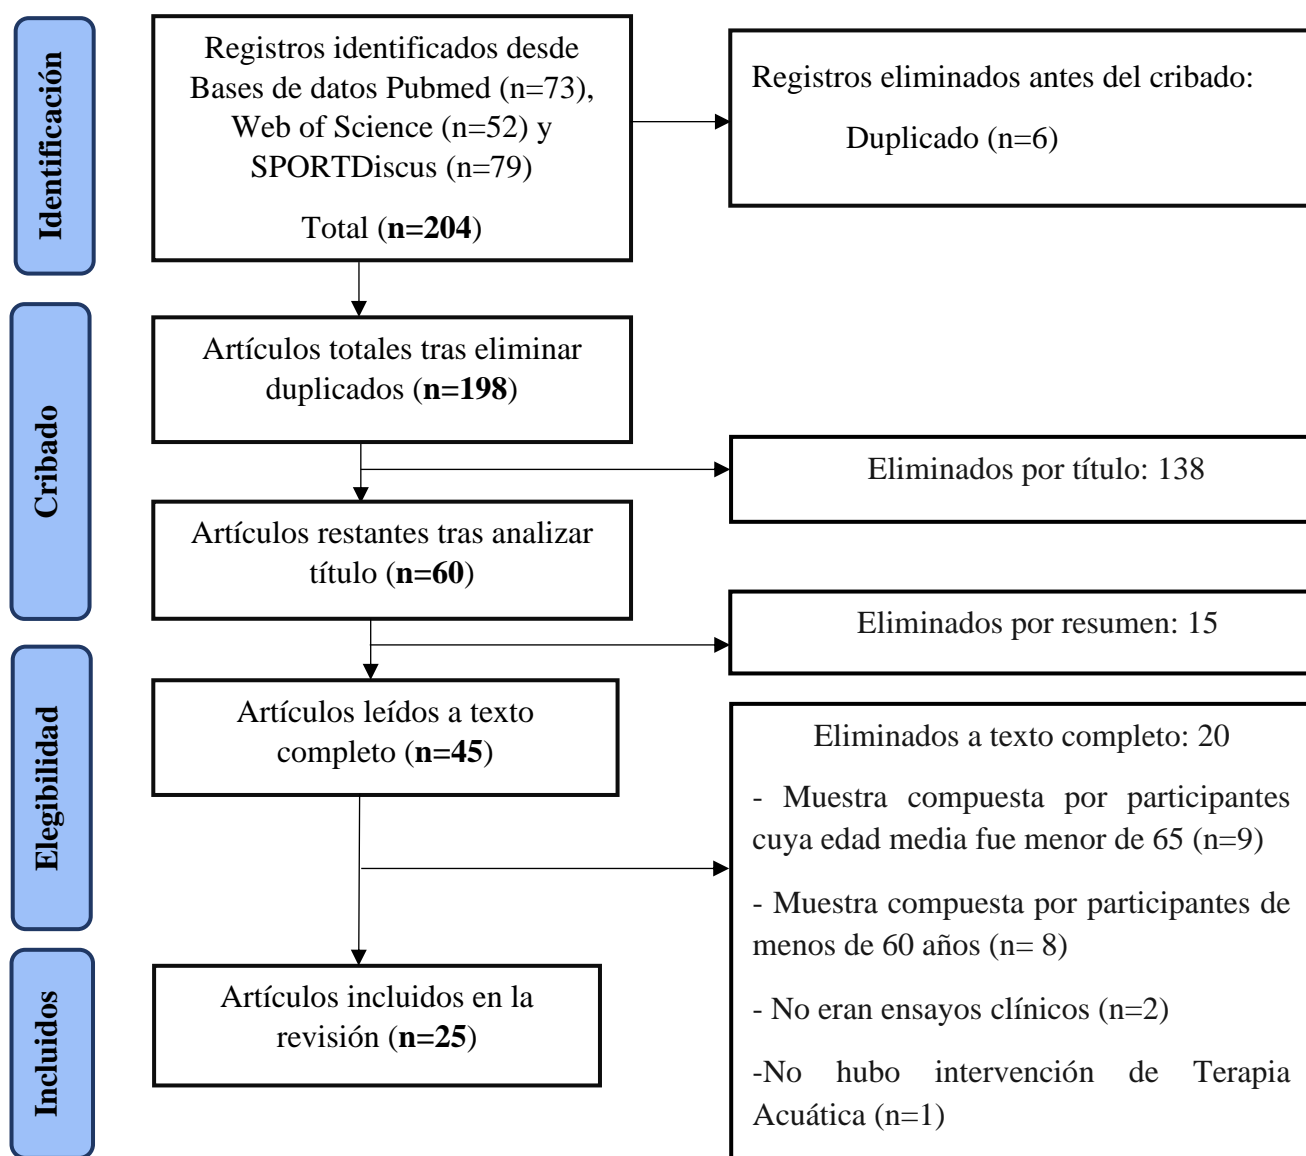 Identificación
Registros identificados desde
Bases de datos Pubmed (n=73),
Web of Science (n=52) y
SPORTDiscus (n=79)
Total (n=204)
Registros eliminados antes del cribado:
Duplicado (n=6)
Cribado
Artículos totales tras eliminar
duplicados (n=198)
Eliminados por título: 138
Artículos restantes tras analizar
título (n=60)
Eliminados por resumen: 15
Elegibilidad
Artículos leídos a texto
completo (n=45)
Eliminados a texto completo: 20
- Muestra compuesta por participantes
cuya edad media fue menor de 65 (n=9)
- Muestra compuesta por participantes de
menos de 60 años (n= 8)
- No eran ensayos clínicos (n=2)
-No hubo intervención de Terapia
Acuática (n=1)
Incluidos
Artículos incluidos en la
revisión (n=25)